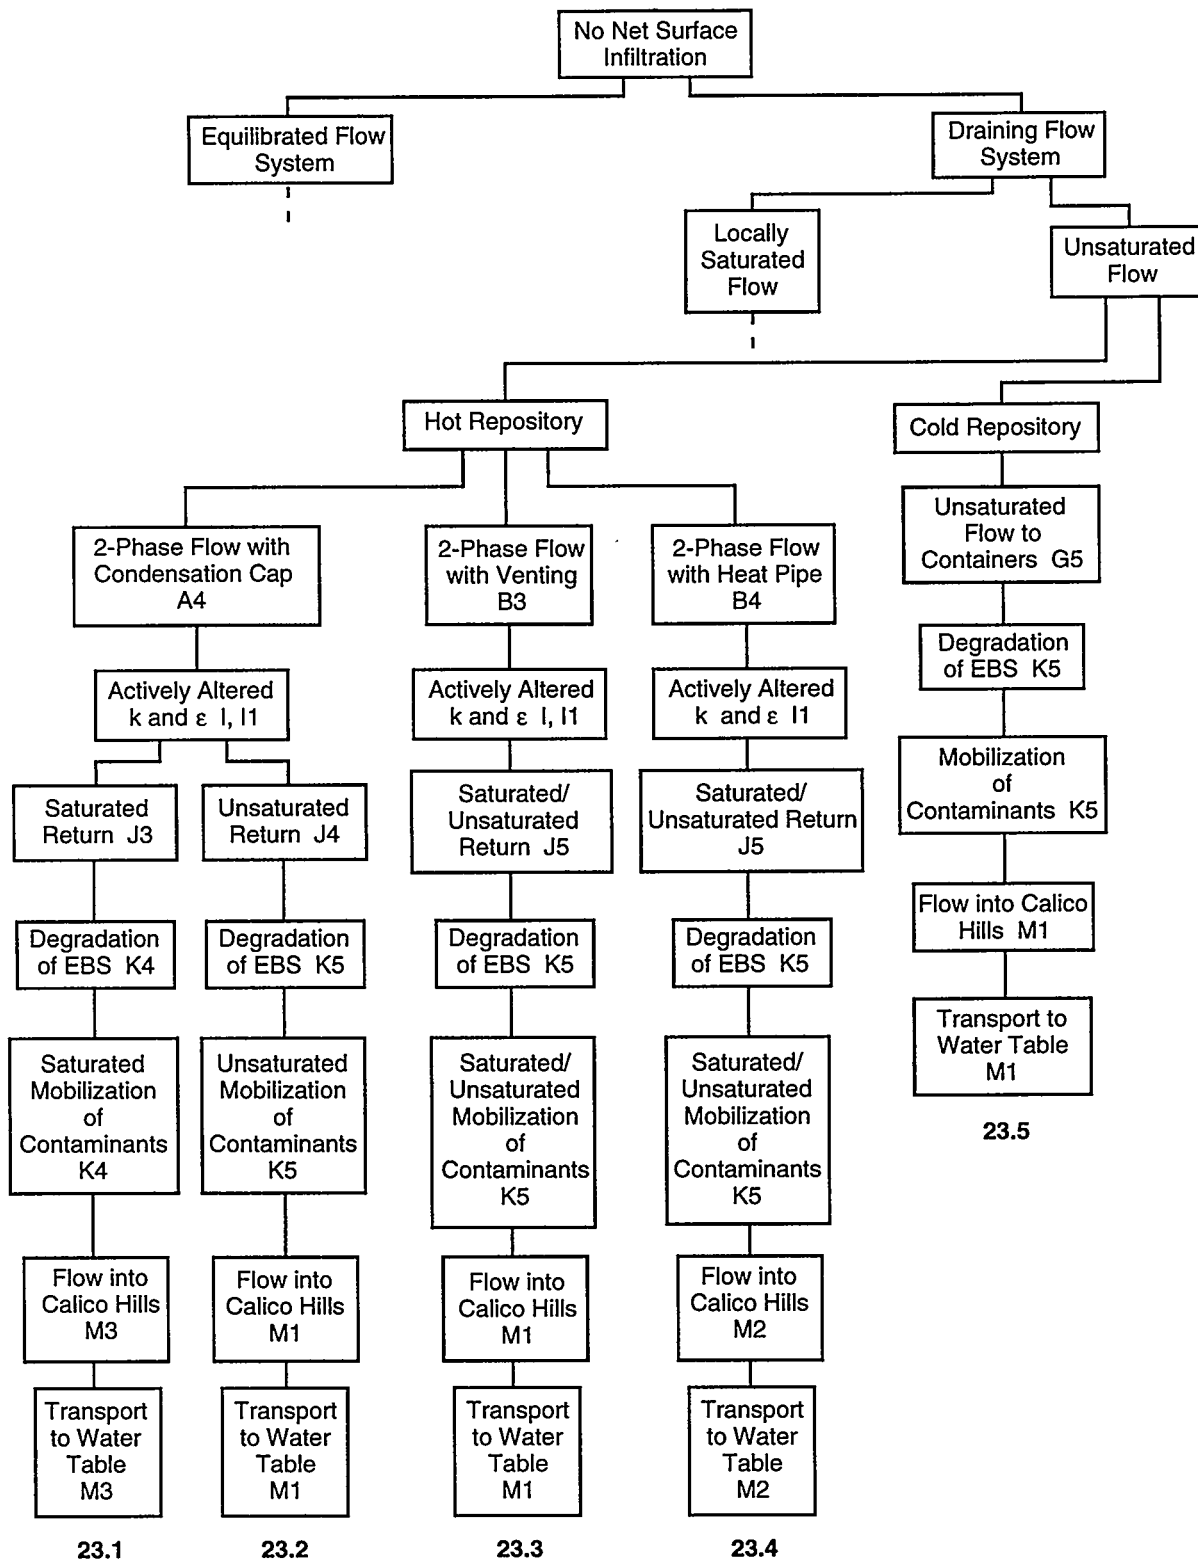 No Net Surface
Infiltration
Equilibrated Flow
System
Draining Flow
System
Locally
Saturated
Flow
Unsaturated
Flow
Hot Repository
Cold Repository
2-Phase Flow with
Condensation Cap
A4
2-Phase Flow
with Venting
B3
2-Phase Flow
with Heat Pipe
B4
Unsaturated
Flow to
Containers G5
Actively Altered
k and ε I, I1
Actively Altered
k and ε I, I1
Actively Altered
k and ε I1
Degradation
of EBS K5
Saturated
Return J3
Unsaturated
Return J4
Saturated/
Unsaturated
Return J5
Saturated/
Unsaturated Return
J5
Mobilization
of
Contaminants K5
Degradation
of EBS K4
Degradation
of EBS K5
Degradation
of EBS K5
Degradation
of EBS K5
Flow into Calico
Hills M1
Saturated
Mobilization
of
Contaminants
K4
Unsaturated
Mobilization
of
Contaminants
K5
Saturated/
Unsaturated
Mobilization
of
Contaminants
K5
Saturated/
Unsaturated
Mobilization
of
Contaminants
K5
Transport to
Water Table
M1
23.5
Flow into
Calico Hills
M3
Flow into
Calico Hills
M1
Flow into
Calico Hills
M1
Flow into
Calico Hills
M2
Transport
to Water
Table
M3
Transport
to Water
Table
M1
Transport
to Water
Table
M1
Transport
to Water
Table
M2
23.1
23.2
23.3
23.4